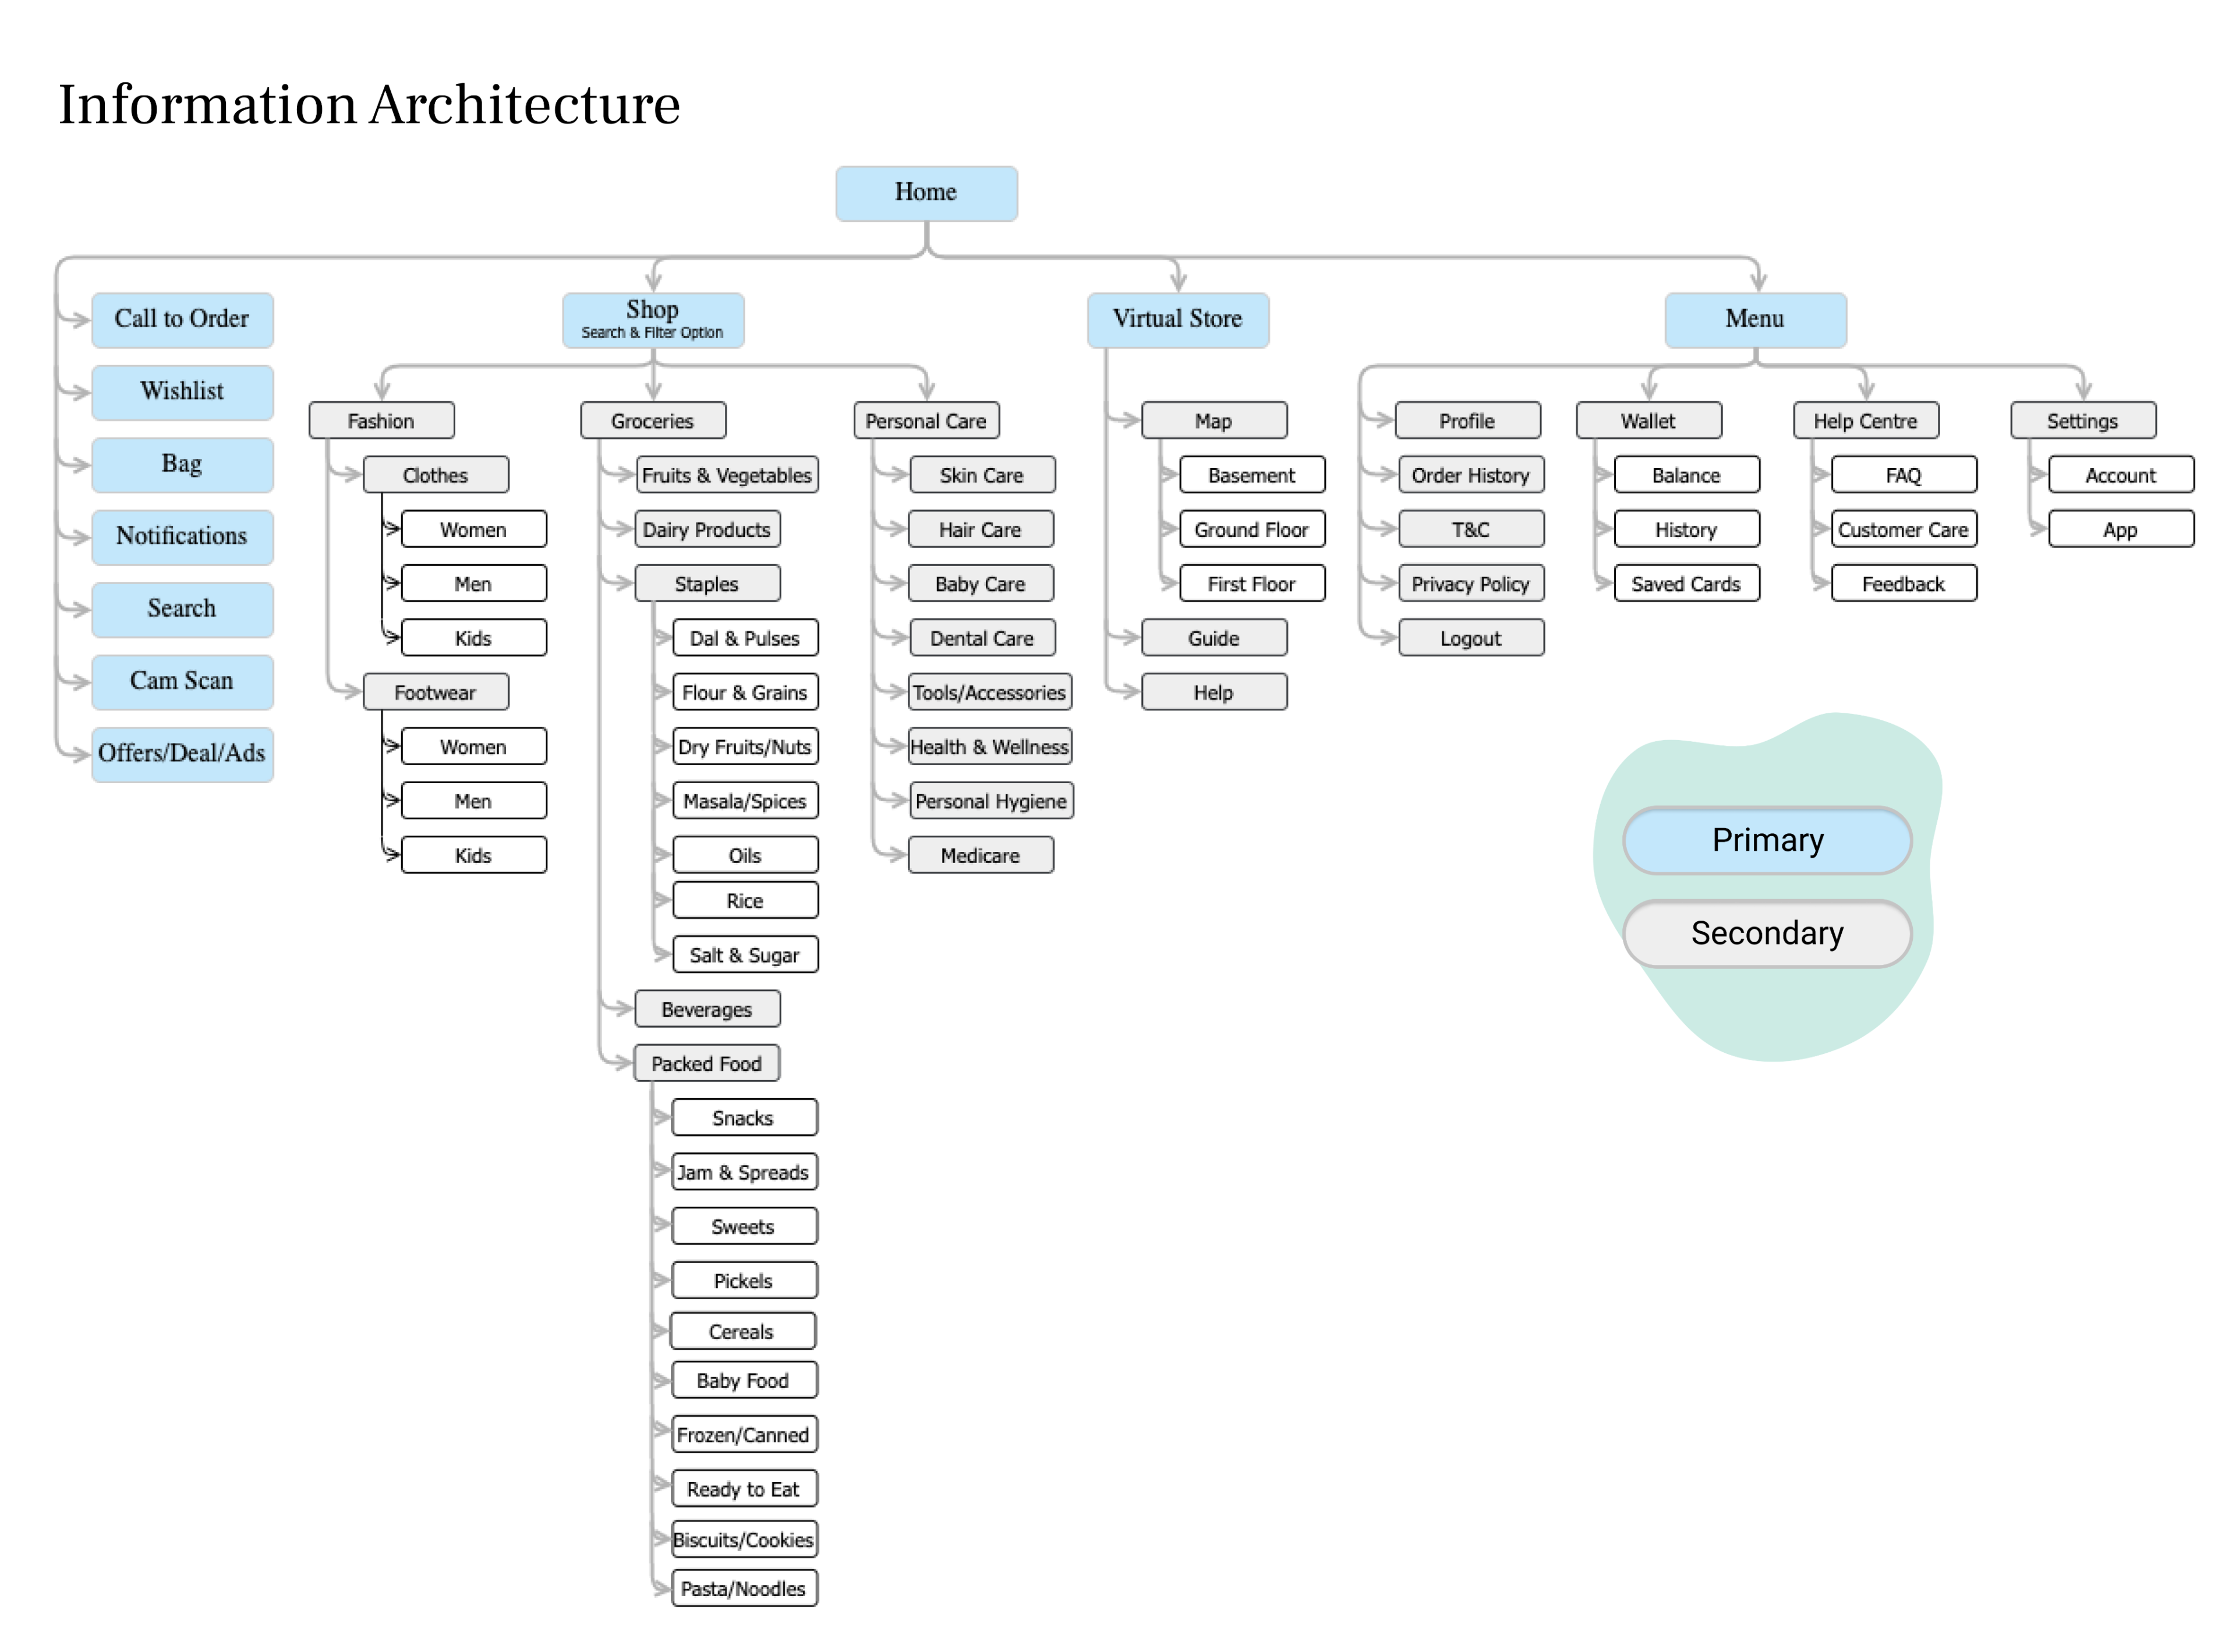 Information Architecture
Home
Call to Order
Wishlist
Bag
Notifications
Search
Cam Scan
Offers/Deal/Ads
Shop
Search & Filter Option
Fashion
Clothes
Women
Men
Kids
Footwear
Women
Men
Kids
Groceries
Fruits & Vegetables
Dairy Products
Staples
Dal & Pulses
Flour & Grains
Dry Fruits/Nuts
Masala/Spices
Oils
Rice
Salt & Sugar
Beverages
Packed Food
Snacks
Jam & Spreads
Sweets
Pickels
Cereals
Baby Food
Frozen/Canned
Ready to Eat
Biscuits/Cookies
Pasta/Noodles
Personal Care
Skin Care
Hair Care
Baby Care
Dental Care
Tools/Accessories
Health & Wellness
Personal Hygiene
Medicare
Virtual Store
Map
Basement
Ground Floor
First Floor
Guide
Help
Menu
Profile
Order History
T&C
Privacy Policy
Logout
Wallet
Balance
History
Saved Cards
Help Centre
FAQ
Customer Care
Feedback
Settings
Account
App
Primary
Secondary